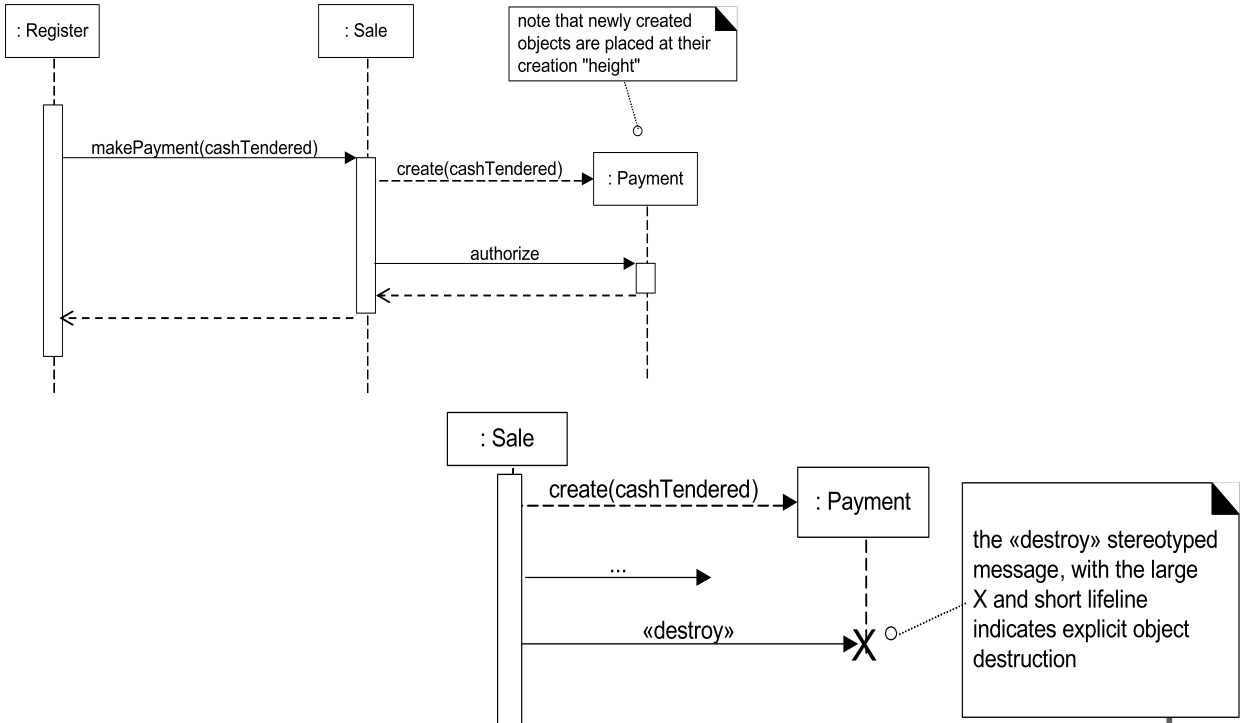 : Register
: Sale
note that newly created
objects are placed at their
creation "height"
makePayment(cashTendered)
create(cashTendered)
: Payment
authorize
: Sale
create(cashTendered)
: Payment
...
«destroy»
X
the «destroy» stereotyped
message, with the large
X and short lifeline
indicates explicit object
destruction